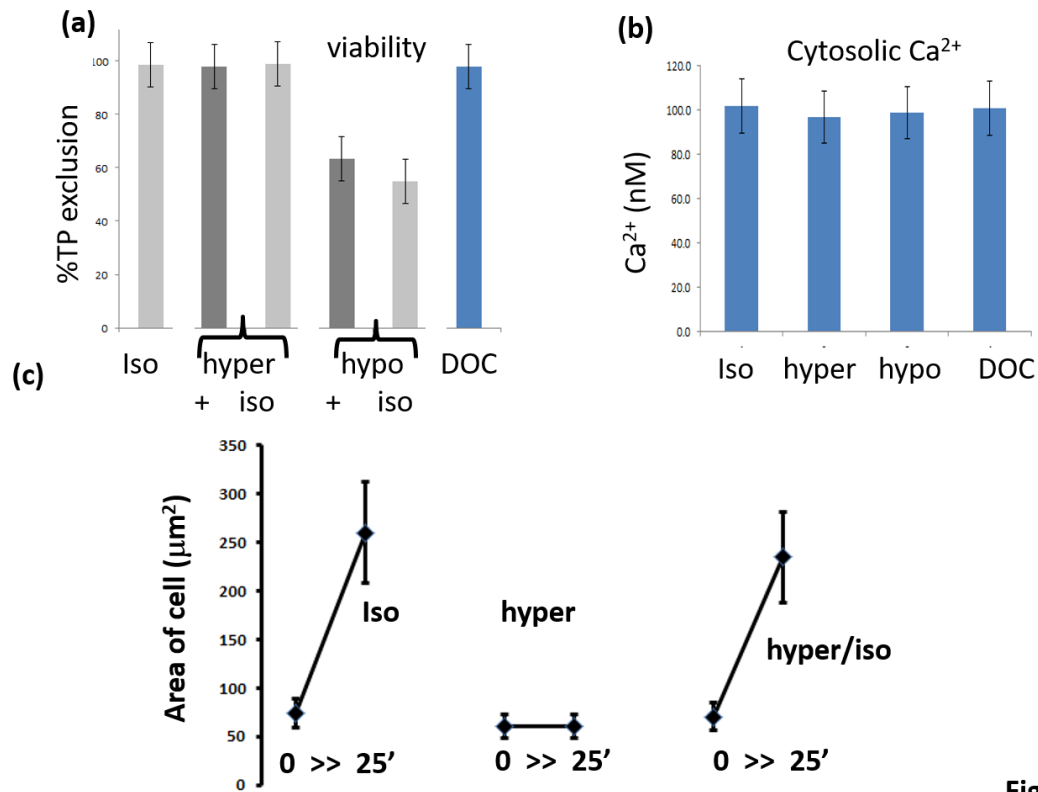 (a)
viability
%TP exclusion
100
80
60
40
20
0
Iso
hyper
hypo
DOC
+ iso
+ iso
(b)
Cytosolic Ca²⁺
Ca²⁺ (nM)
120.0
100.0
80.0
60.0
40.0
20.0
0.0
Iso
hyper
hypo
DOC
(c)
Area of cell (μm²)
350
300
250
200
150
100
50
0
Iso
hyper
hyper/iso
0 >> 25'
0 >> 25'
0 >> 25'